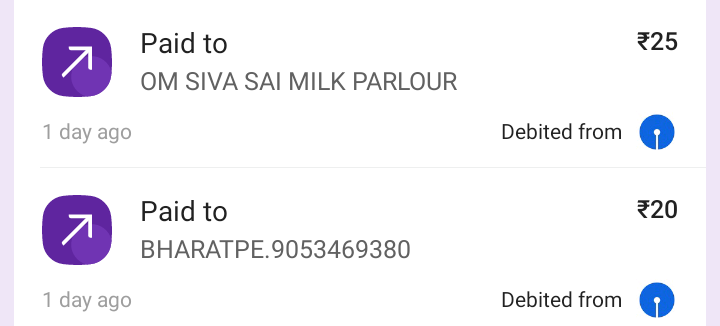 Paid to
₹25
OM SIVA SAI MILK PARLOUR
1 day ago
Debited from
Paid to
₹20
BHARATPE.9053469380
1 day ago
Debited from